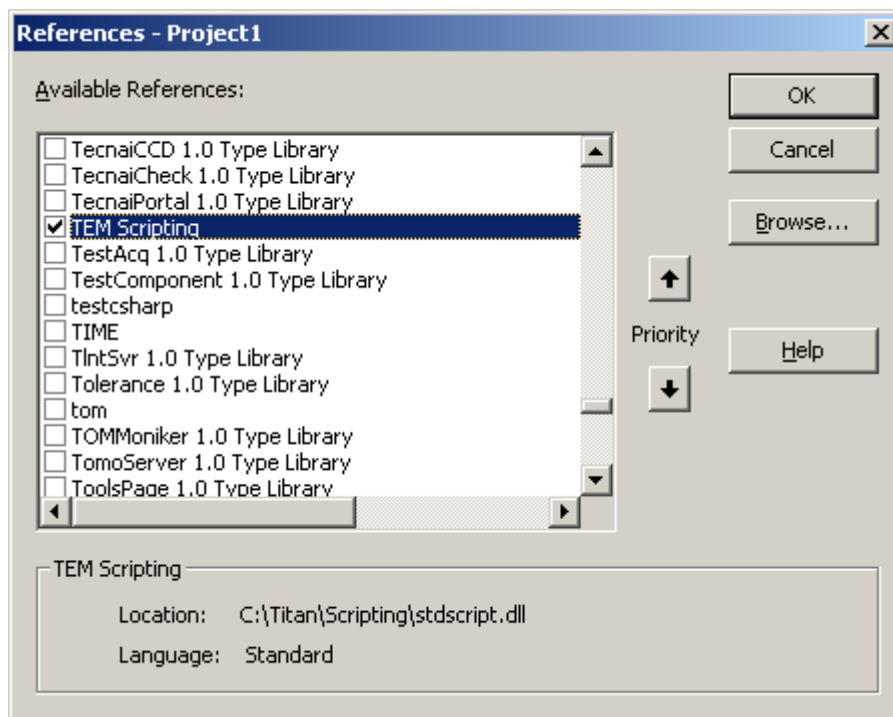 References - Project1
Available References:
TecnaiCCD 1.0 Type Library
TecnaiCheck 1.0 Type Library
TecnaiPortal 1.0 Type Library
TEM Scripting
TestAcq 1.0 Type Library
TestComponent 1.0 Type Library
testcsharp
TIME
TlntSvr 1.0 Type Library
Tolerance 1.0 Type Library
tom
TOMMoniker 1.0 Type Library
TomoServer 1.0 Type Library
ToolsPage 1.0 Type Library
Priority
OK
Cancel
Browse...
Help
TEM Scripting
Location: C:\Titan\Scripting\stdscript.dll
Language: Standard